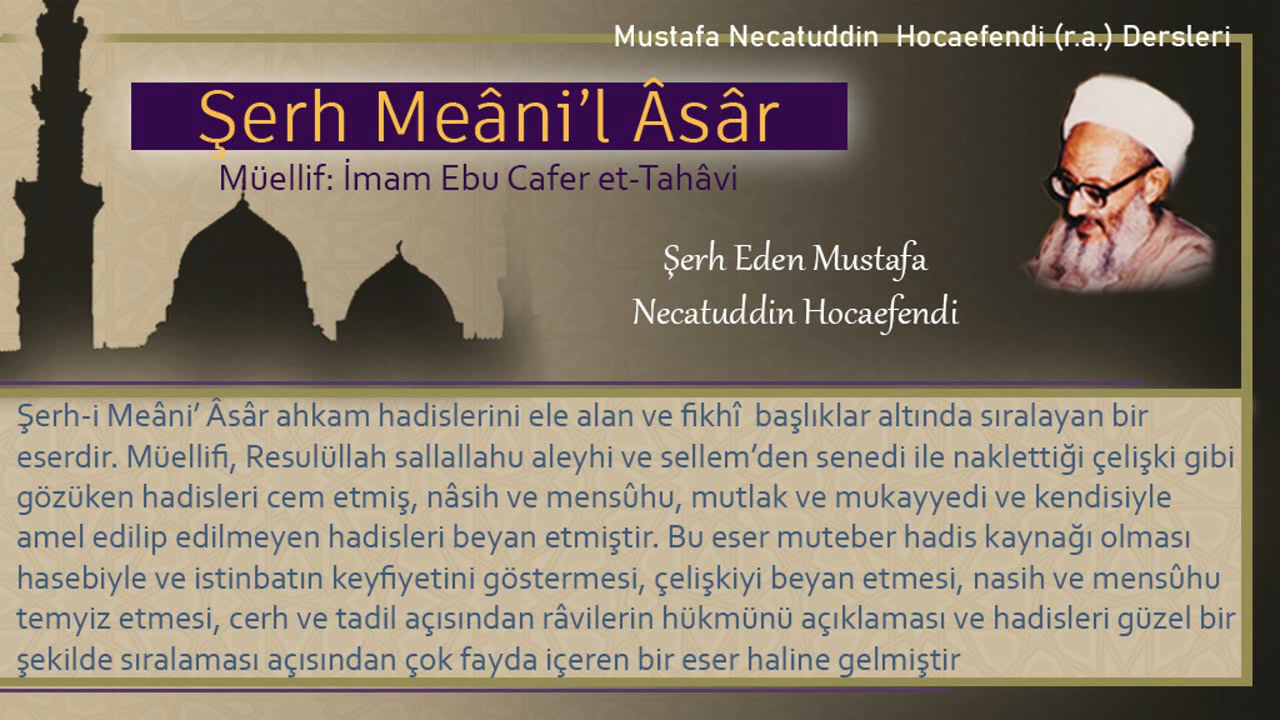 Mustafa Necatuddin Hocaefendi (r.a.) Dersleri
Şerh Meâni’l Âsâr
Müellif: İmam Ebu Cafer et-Tahâvi
Şerh Eden Mustafa
Necatuddin Hocaefendi
Şerh-i Meâni’ Âsâr ahkam hadislerini ele alan ve fikhî başlıklar altında sıralayan bir
eserdir. Müellifi, Resulüllah sallallahu aleyhi ve sellem’den senedi ile naklettiği çelişki gibi
gözüken hadisleri cem etmiş, nâsih ve mensûhu, mutlak ve mukayyedi ve kendisiyle
amel edilip edilmeyen hadisleri beyan etmiştir. Bu eser muteber hadis kaynağı olması
hasebiyle ve istinbatın keyfiyetini göstermesi, çelişkiyi beyan etmesi, nasih ve mensûhu
temyiz etmesi, cerh ve tadil açısından râvilerin hükmünü açıklaması ve hadisleri güzel bir
şekilde sıralaması açısından çok fayda içeren bir eser haline gelmiştir